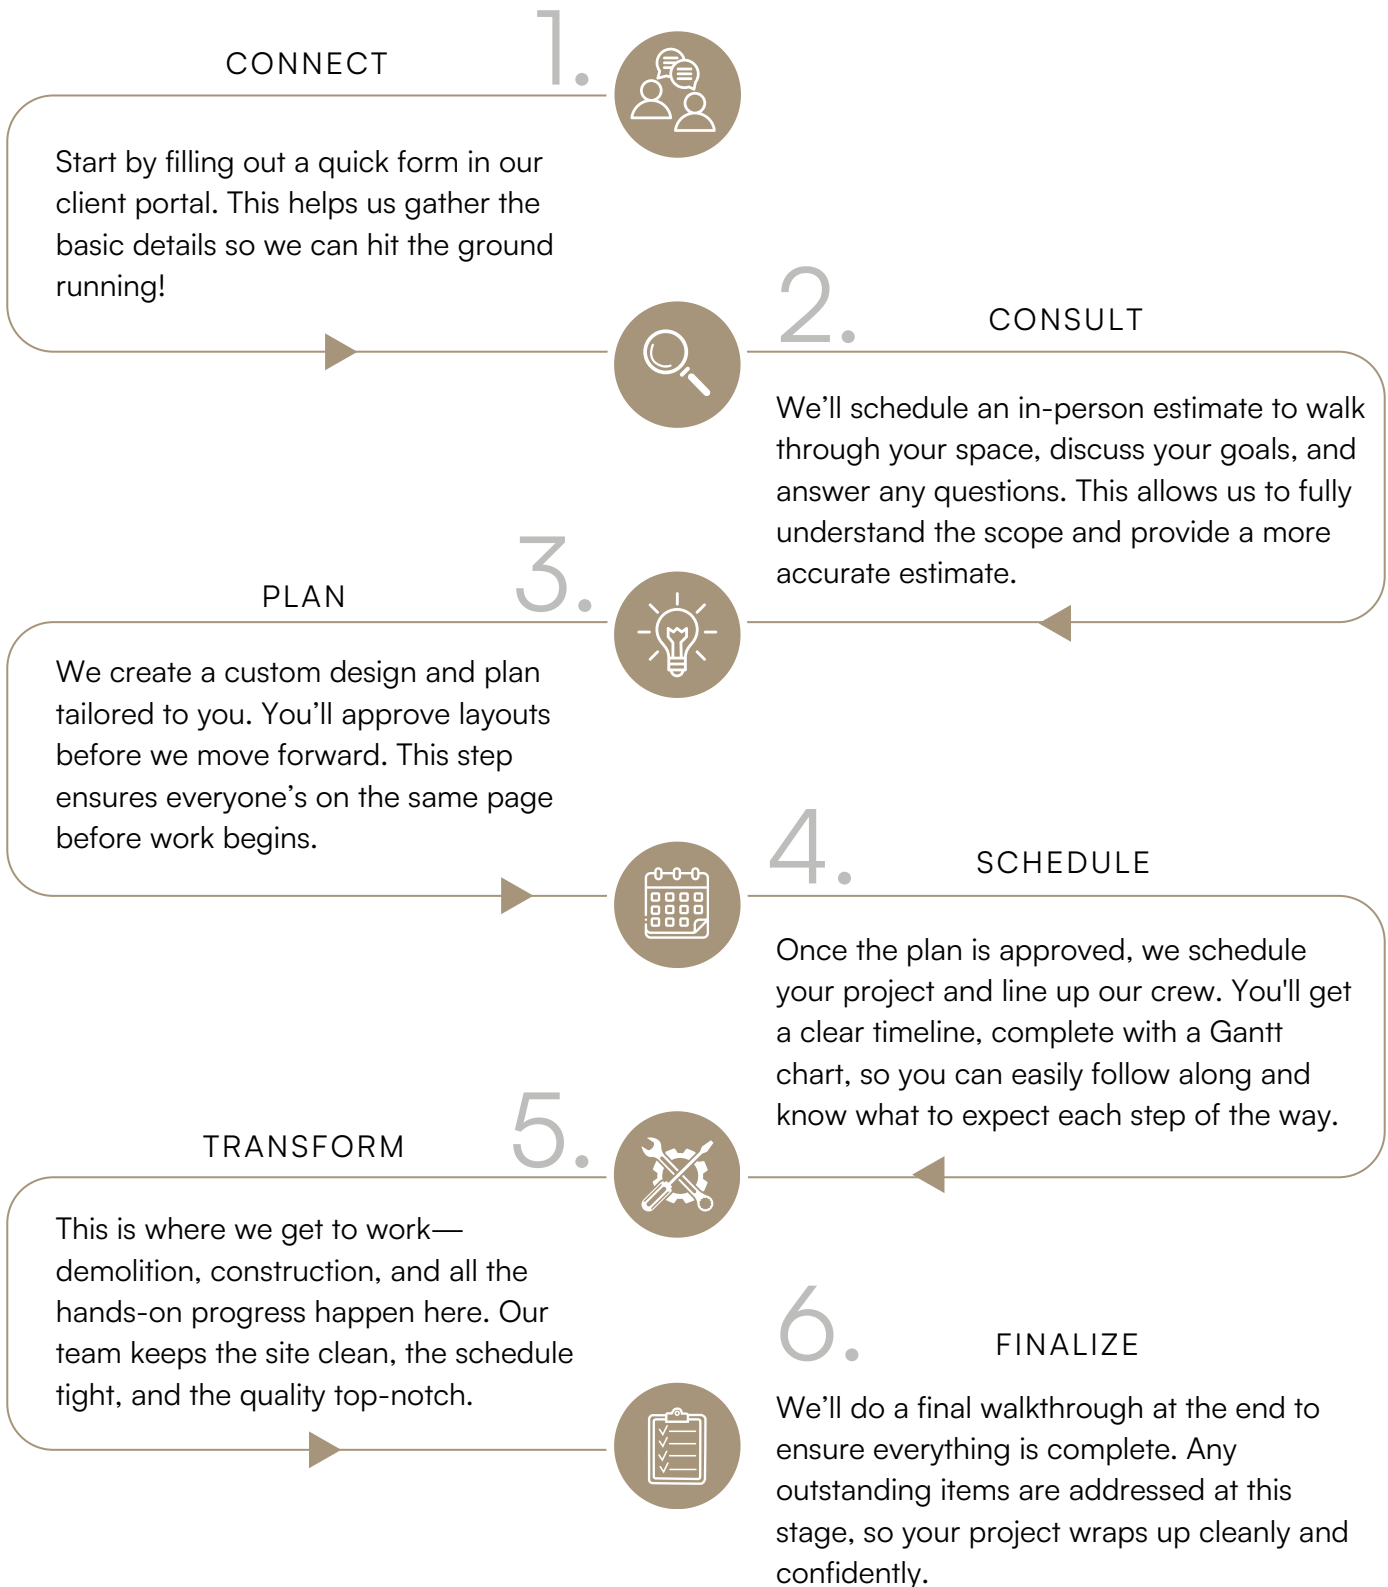 1.
CONNECT
Start by filling out a quick form in our
client portal. This helps us gather the
basic details so we can hit the ground
running!
2.
CONSULT
We’ll schedule an in-person estimate to walk
through your space, discuss your goals, and
answer any questions. This allows us to fully
understand the scope and provide a more
accurate estimate.
3.
PLAN
We create a custom design and plan
tailored to you. You’ll approve layouts
before we move forward. This step
ensures everyone’s on the same page
before work begins.
4.
SCHEDULE
Once the plan is approved, we schedule
your project and line up our crew. You'll get
a clear timeline, complete with a Gantt
chart, so you can easily follow along and
know what to expect each step of the way.
5.
TRANSFORM
This is where we get to work—
demolition, construction, and all the
hands-on progress happen here. Our
team keeps the site clean, the schedule
tight, and the quality top-notch.
6.
FINALIZE
We’ll do a final walkthrough at the end to
ensure everything is complete. Any
outstanding items are addressed at this
stage, so your project wraps up cleanly and
confidently.